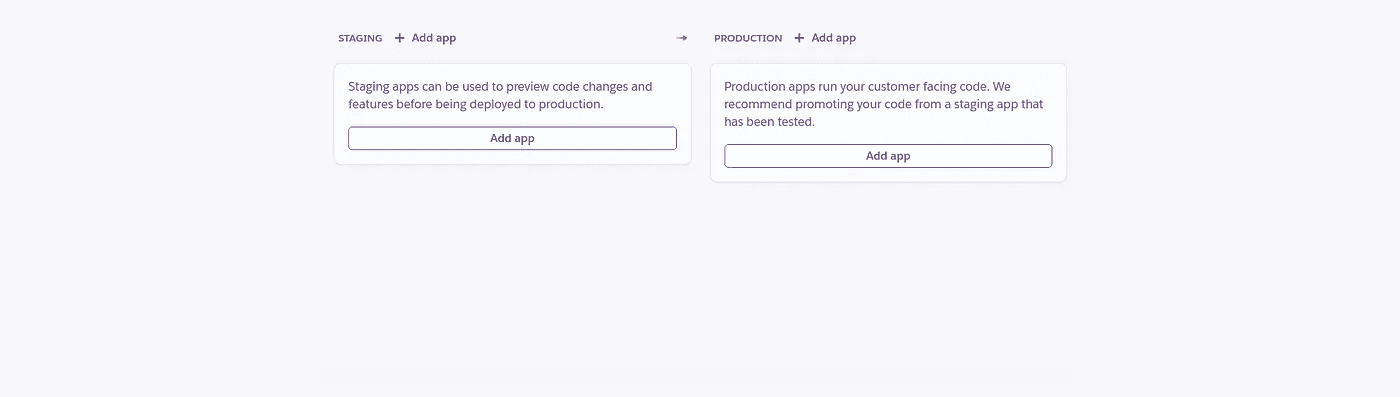 STAGING + Add app →
Staging apps can be used to preview code changes and
features before being deployed to production.
Add app
PRODUCTION + Add app
Production apps run your customer facing code. We
recommend promoting your code from a staging app that
has been tested.
Add app